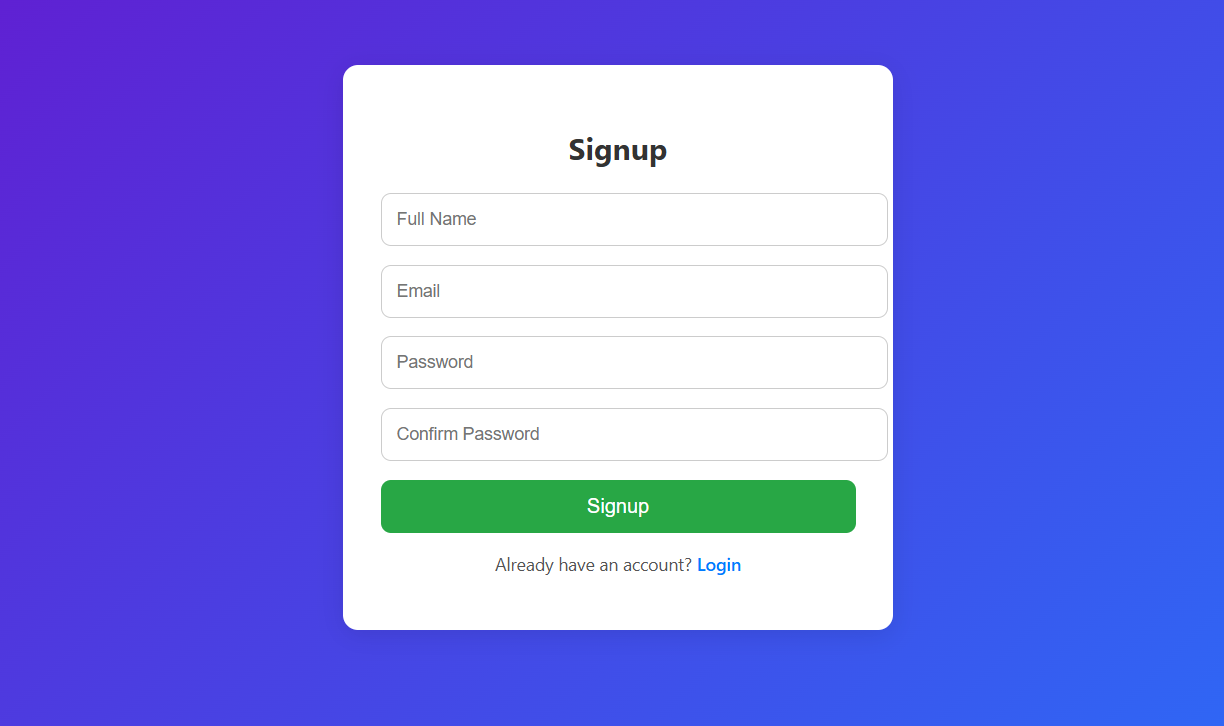 Signup
Full Name
Email
Password
Confirm Password
Signup
Already have an account? Login